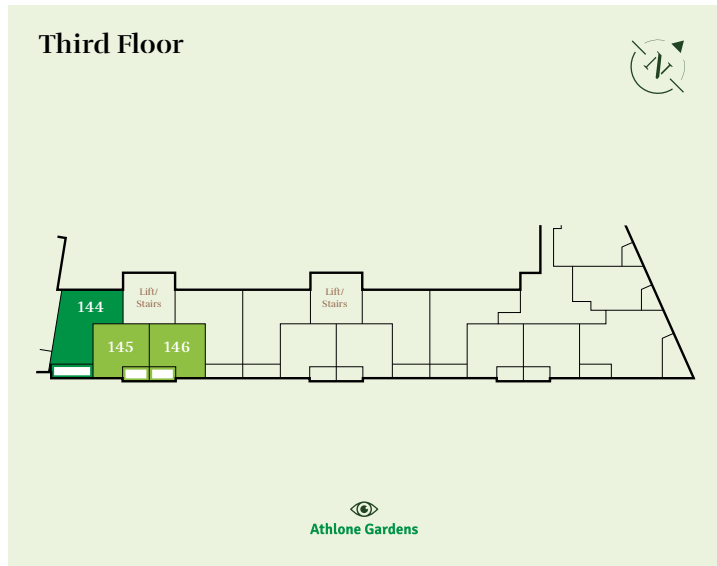 Third Floor
N
Lift/
Stairs
Lift/
Stairs
144
145
146
Athlone Gardens